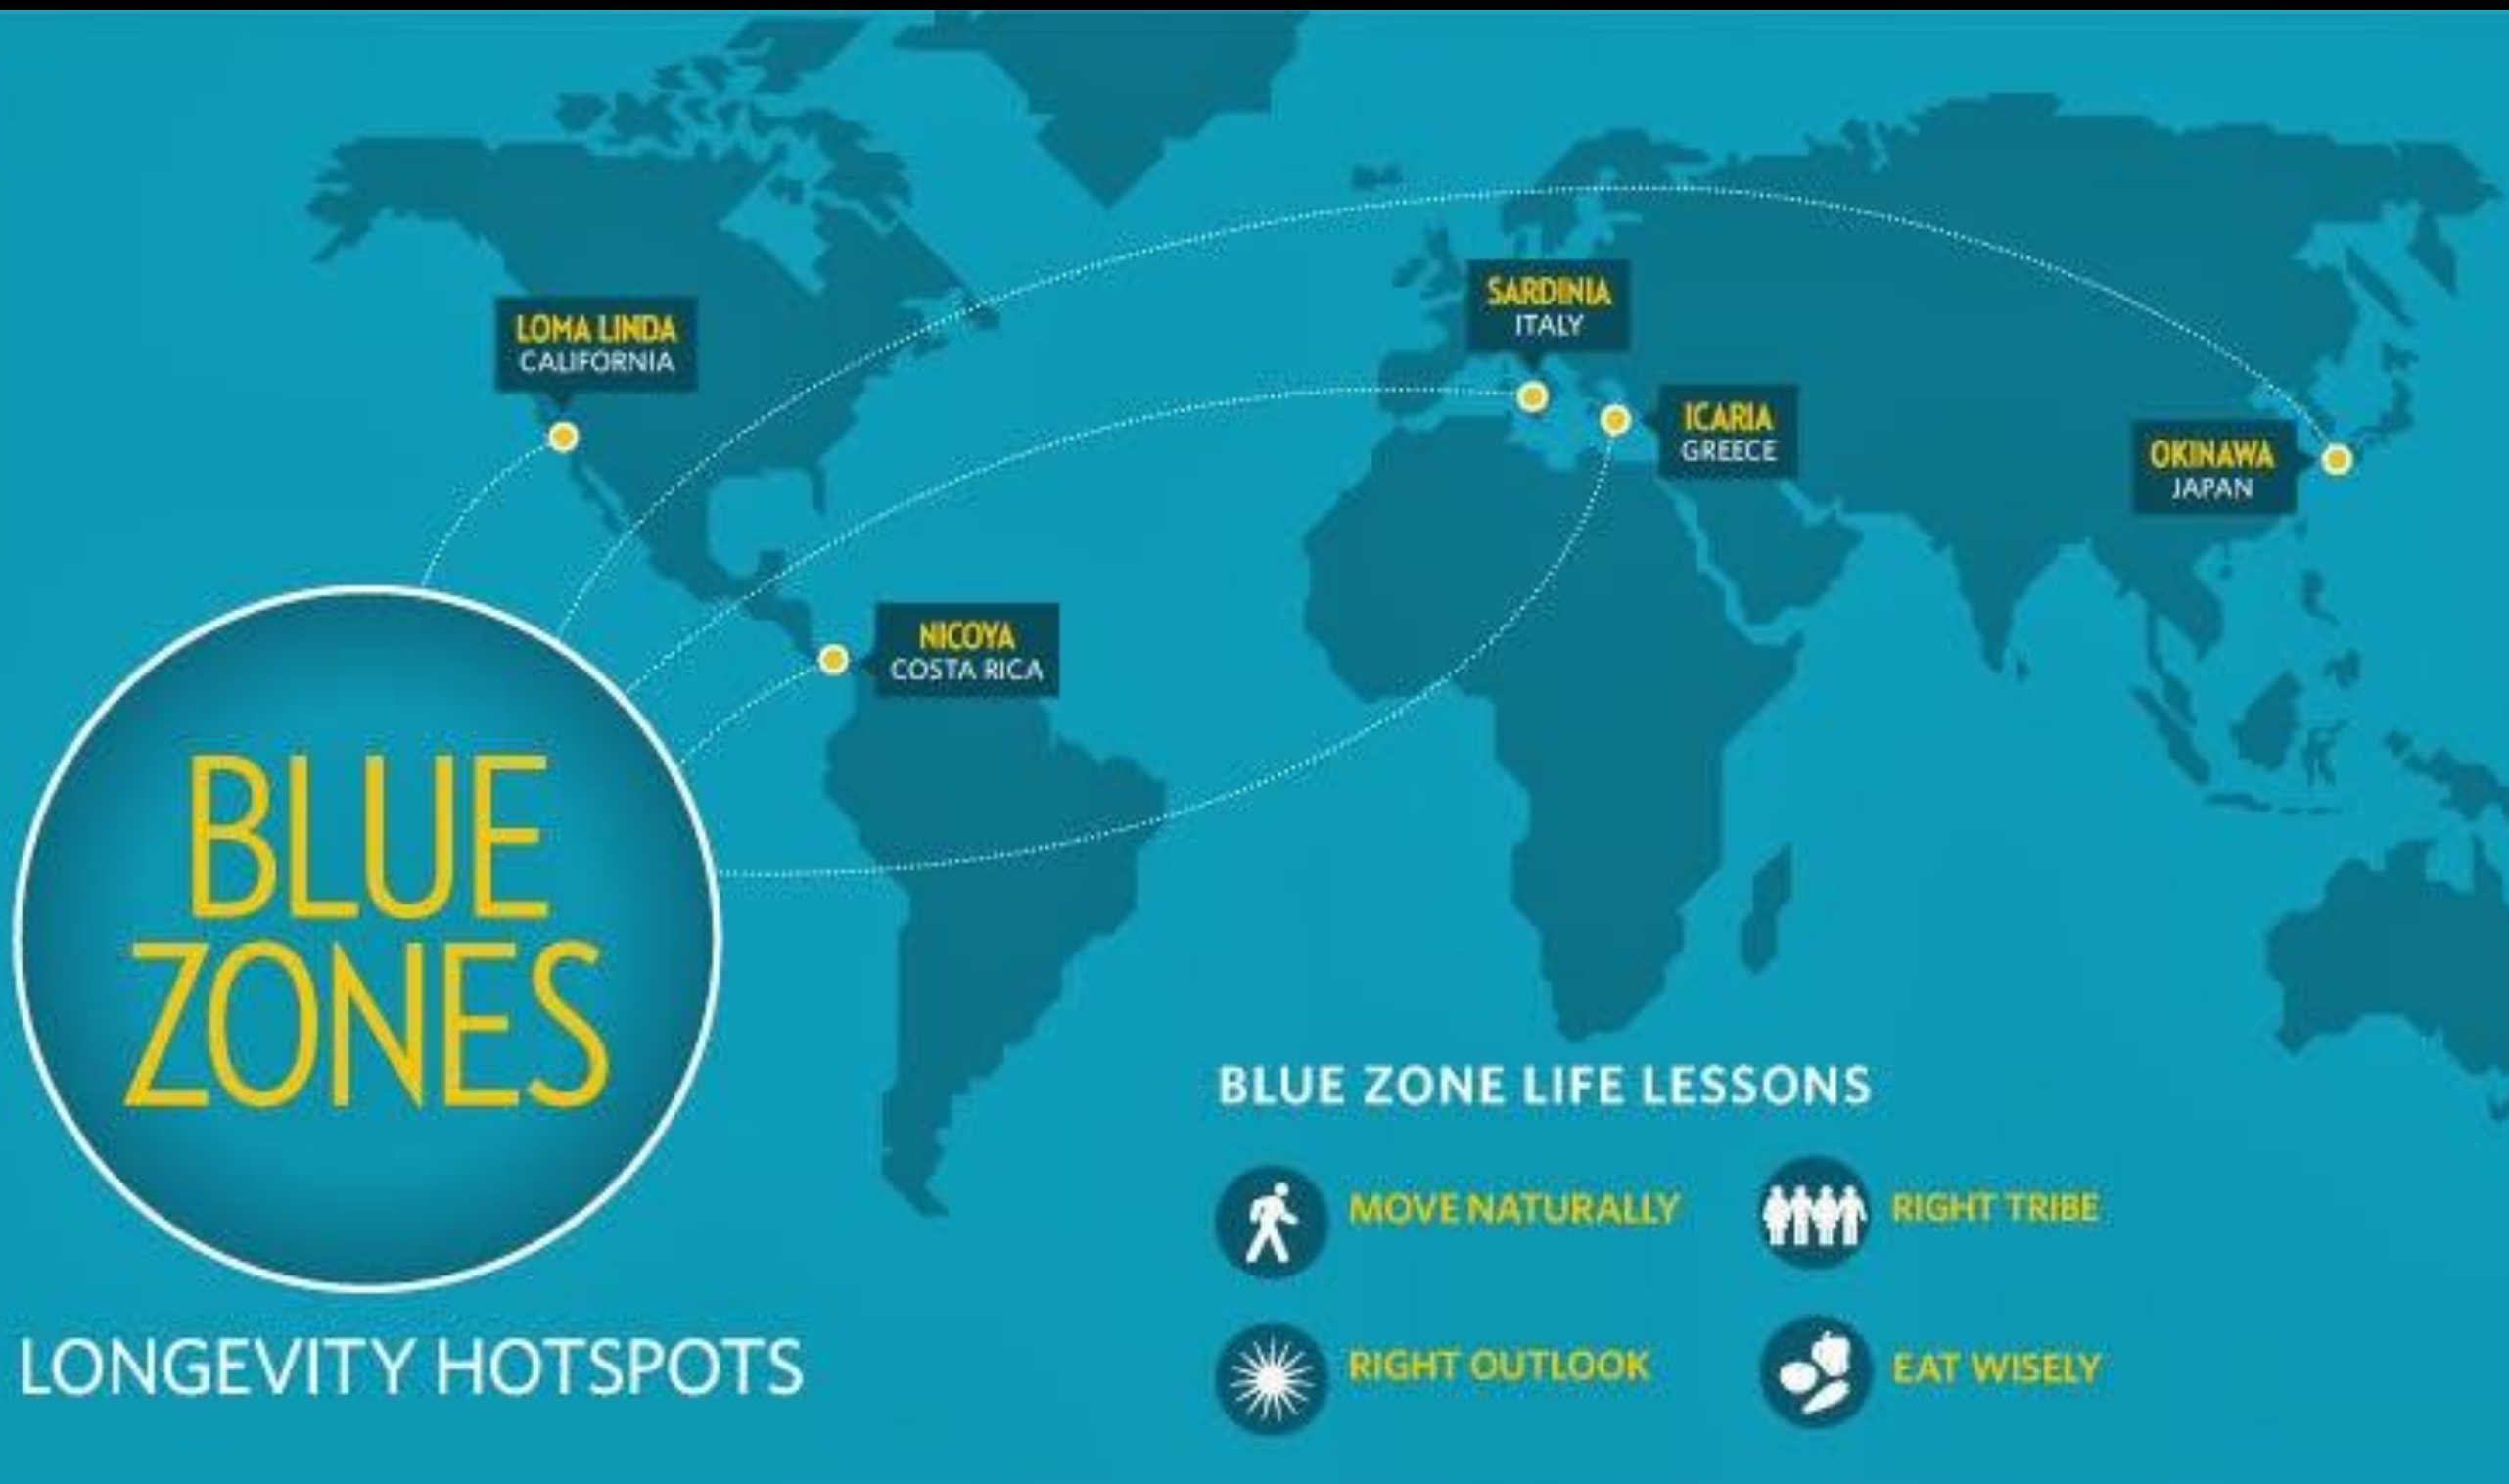 LOMA LINDA
CALIFORNIA
SARDINIA
ITALY
ICARIA
GREECE
OKINAWA
JAPAN
NICOYA
COSTA RICA
BLUE
ZONES
LONGEVITY HOTSPOTS
BLUE ZONE LIFE LESSONS
MOVE NATURALLY
RIGHT TRIBE
RIGHT OUTLOOK
EAT WISELY